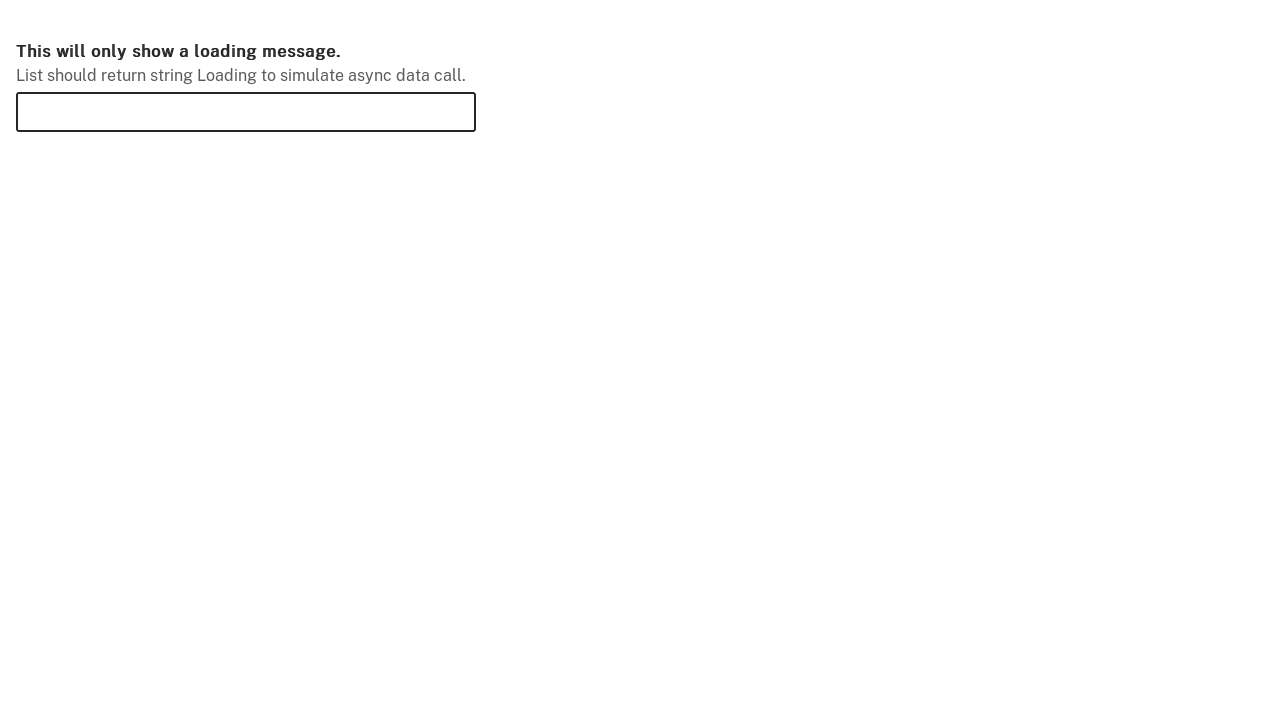 This will only show a loading message.
List should return string Loading to simulate async data call.